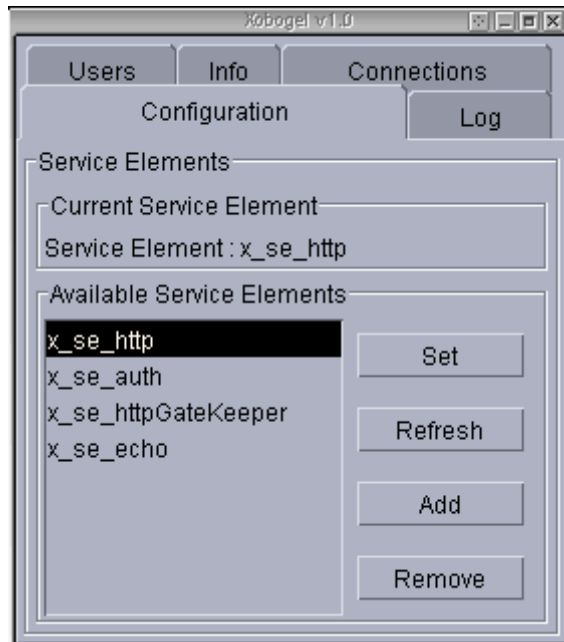 Xobogel v1.0
Users Info Connections
Configuration Log
Service Elements
Current Service Element
Service Element : x_se_http
Available Service Elements
x_se_http
x_se_auth
x_se_httpGateKeeper
x_se_echo
Set
Refresh
Add
Remove